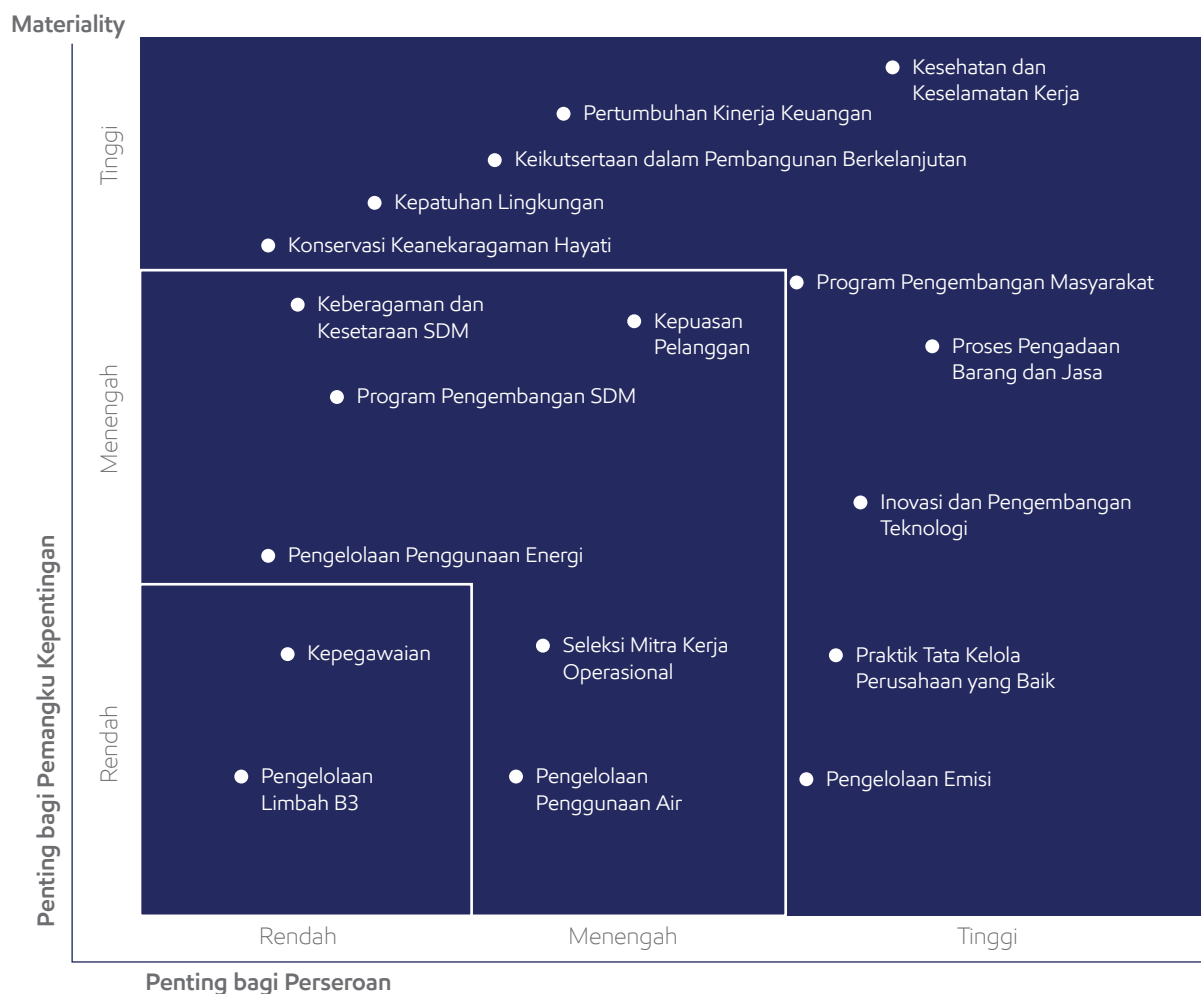 Materiality
Kesehatan dan
Keselamatan Kerja
Pertumbuhan Kinerja Keuangan
Keikutsertaan dalam Pembangunan Berkelanjutan
Kepatuhan Lingkungan
Konservasi Keanekaragaman Hayati
Program Pengembangan Masyarakat
Keberagaman dan
Kesetaraan SDM
Kepuasan
Pelanggan
Proses Pengadaan
Barang dan Jasa
Program Pengembangan SDM
Inovasi dan Pengembangan
Teknologi
Pengelolaan Penggunaan Energi
Kepegawaian
Seleksi Mitra Kerja
Operasional
Praktik Tata Kelola
Perusahaan yang Baik
Pengelolaan
Limbah B3
Pengelolaan
Penggunaan Air
Pengelolaan Emisi
Tinggi
Menengah
Rendah
Penting bagi Pemangku Kepentingan
Rendah
Menengah
Tinggi
Penting bagi Perseroan